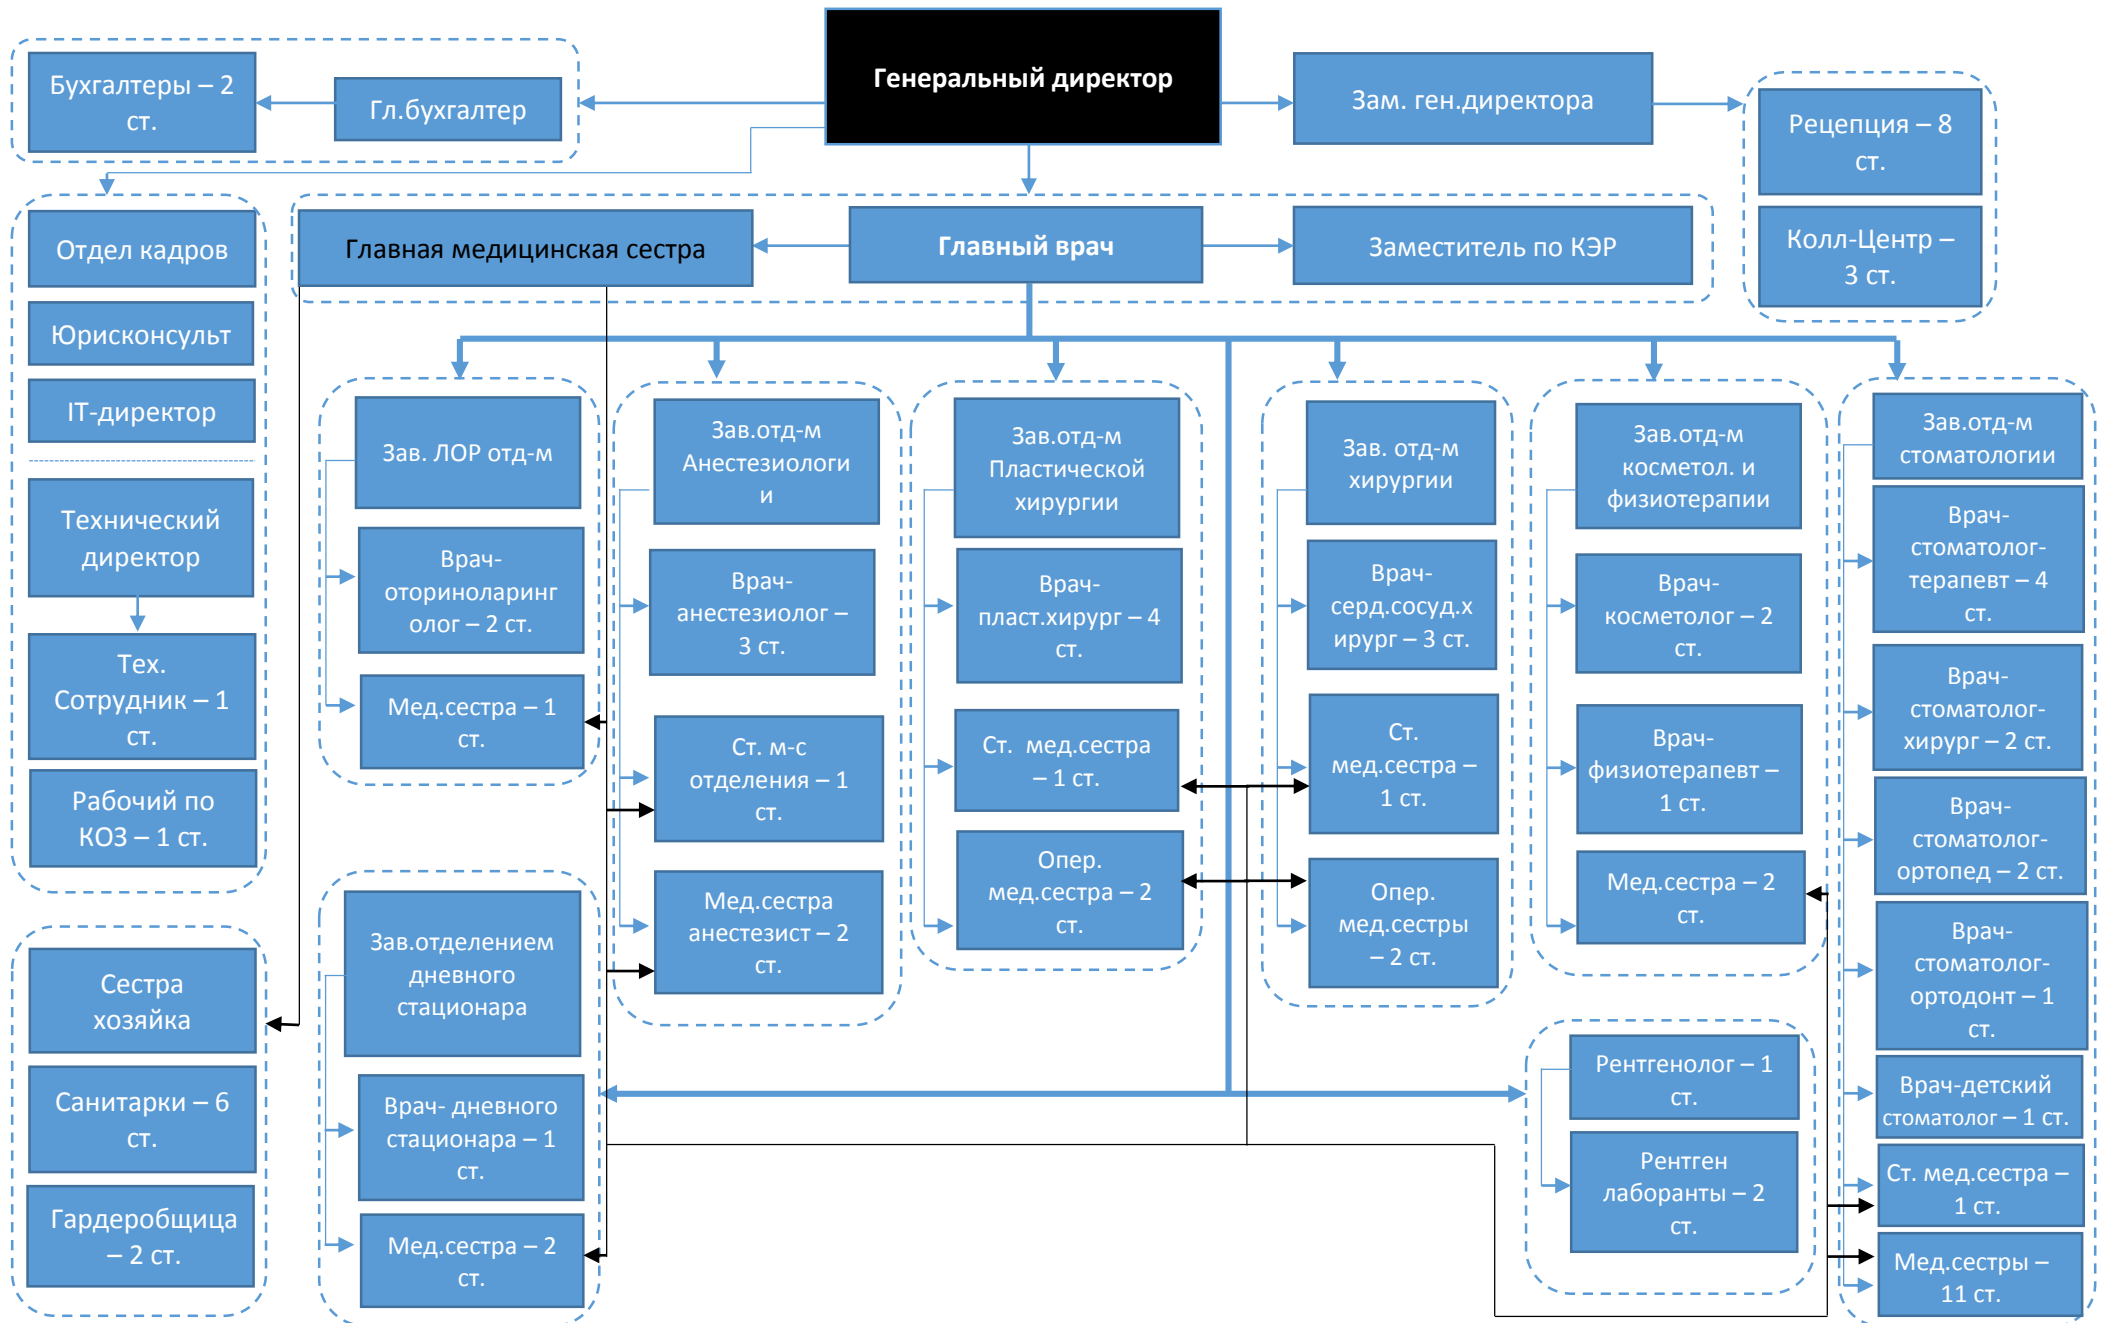 Бухгалтеры – 2
ст.
Гл.бухгалтер
Генеральный директор
Зам. ген.директора
Рецепция – 8
ст.
Колл-Центр –
3 ст.
Отдел кадров
Юрисконсульт
IT-директор
Технический
директор
Тех.
Сотрудник – 1
ст.
Рабочий по
КОЗ – 1 ст.
Главная медицинская сестра
Главный врач
Заместитель по КЭР
Зав. ЛОР отд-м
Врач-
оториноларинг
олог – 2 ст.
Мед.сестра – 1
ст.
Зав.отд-м
Анестезиологи
и
Врач-
анестезиолог –
3 ст.
Ст. м-с
отделения – 1
ст.
Мед.сестра
анестезист – 2
ст.
Зав.отд-м
Пластической
хирургии
Врач-
пласт.хирург – 4
ст.
Ст. мед.сестра
– 1 ст.
Опер.
мед.сестра – 2
ст.
Зав. отд-м
хирургии
Врач-
серд.сосуд.х
ирург – 3 ст.
Ст.
мед.сестра –
1 ст.
Опер.
мед.сестры
– 2 ст.
Зав.отд-м
косметол. и
физиотерапии
Врач-
косметолог – 2
ст.
Врач-
физиотерапевт –
1 ст.
Мед.сестра – 2
ст.
Зав.отд-м
стоматологии
Врач-
стоматолог-
терапевт – 4
ст.
Врач-
стоматолог-
хирург – 2 ст.
Врач-
стоматолог-
ортопед – 2 ст.
Врач-
стоматолог-
ортодонт – 1
ст.
Врач-детский
стоматолог – 1 ст.
Ст. мед.сестра –
1 ст.
Мед.сестры –
11 ст.
Сестра
хозяйка
Санитарки – 6
ст.
Гардеробщица
– 2 ст.
Зав.отделением
дневного
стационара
Врач- дневного
стационара – 1
ст.
Мед.сестра – 2
ст.
Рентгенолог – 1
ст.
Рентген
лаборанты – 2
ст.